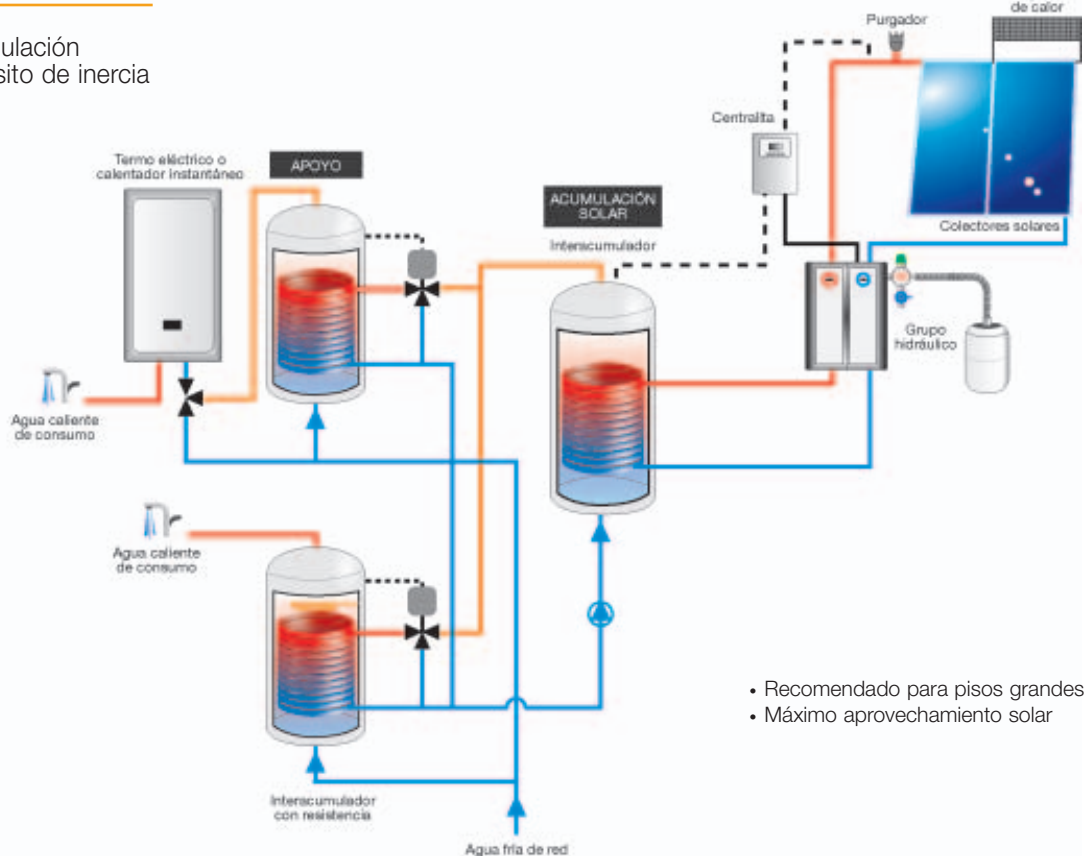 ulación
sito de inercia
de calor
Purgador
Centralita
Termo eléctrico o
calentador instantáneo
APOYO
ACUMULACIÓN
SOLAR
Interacumulador
Colectores solares
Grupo
hidráulico
Agua caliente
de consumo
Agua caliente
de consumo
• Recomendado para pisos grandes
• Máximo aprovechamiento solar
Interacumulador
con resistencia
Agua fría de red